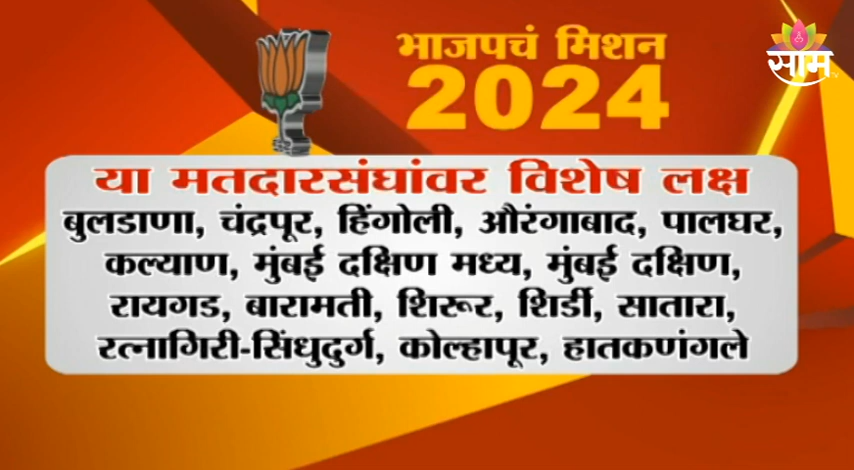 भाजपचं मिशन
2024
साम
या मतदारसंघांवर विशेष लक्ष
बुलडाणा, चंद्रपूर, हिंगोली, औरंगाबाद, पालघर,
कल्याण, मुंबई दक्षिण मध्य, मुंबई दक्षिण,
रायगड, बारामती, शिरूर, शिर्डी, सातारा,
रत्नागिरी-सिंधुदुर्ग, कोल्हापूर, हातकणंगले